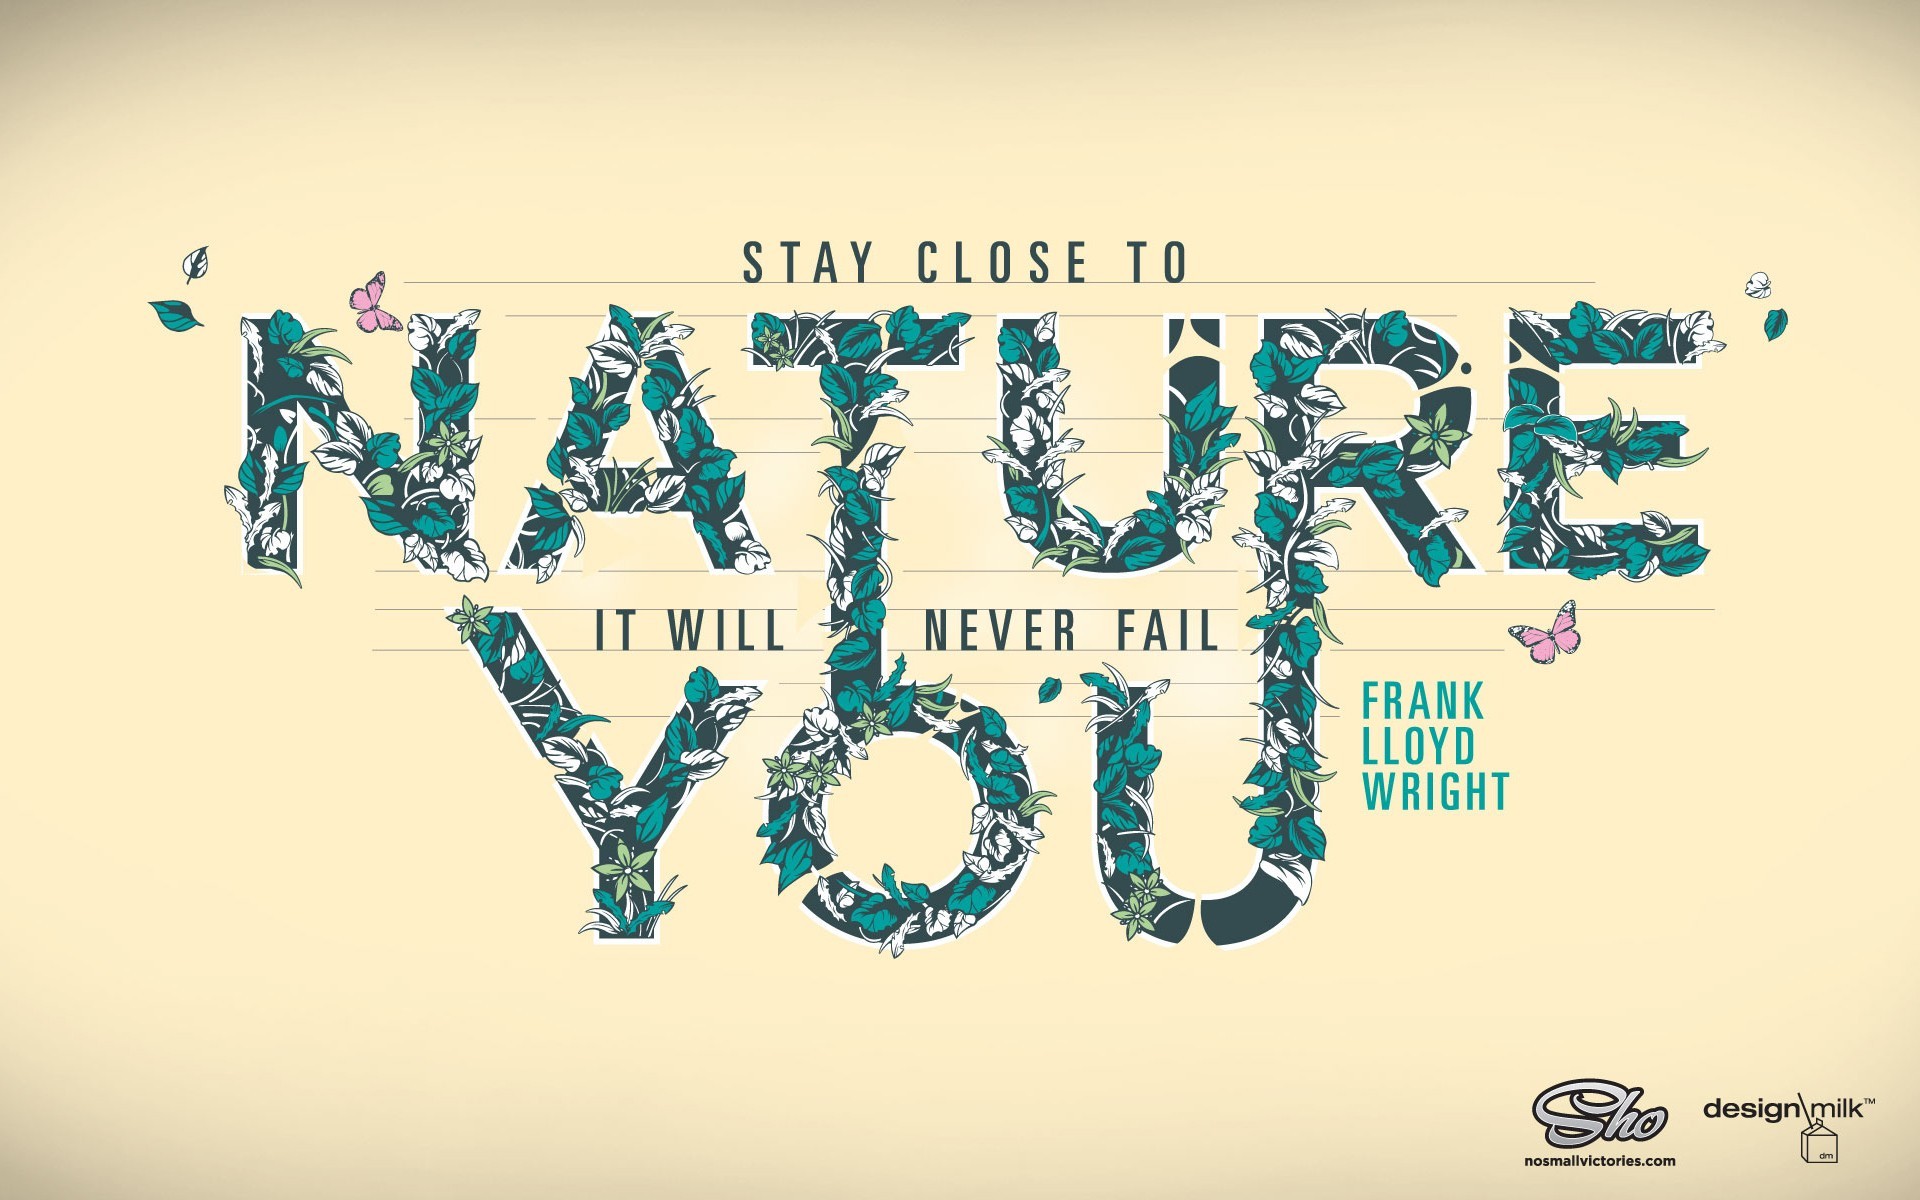 STAY CLOSE TO
NATURE
IT WILL NEVER FAIL
YOU
FRANK
LLOYD
WRIGHT
Sho
nosmallvictories.com
design\milk™
dm